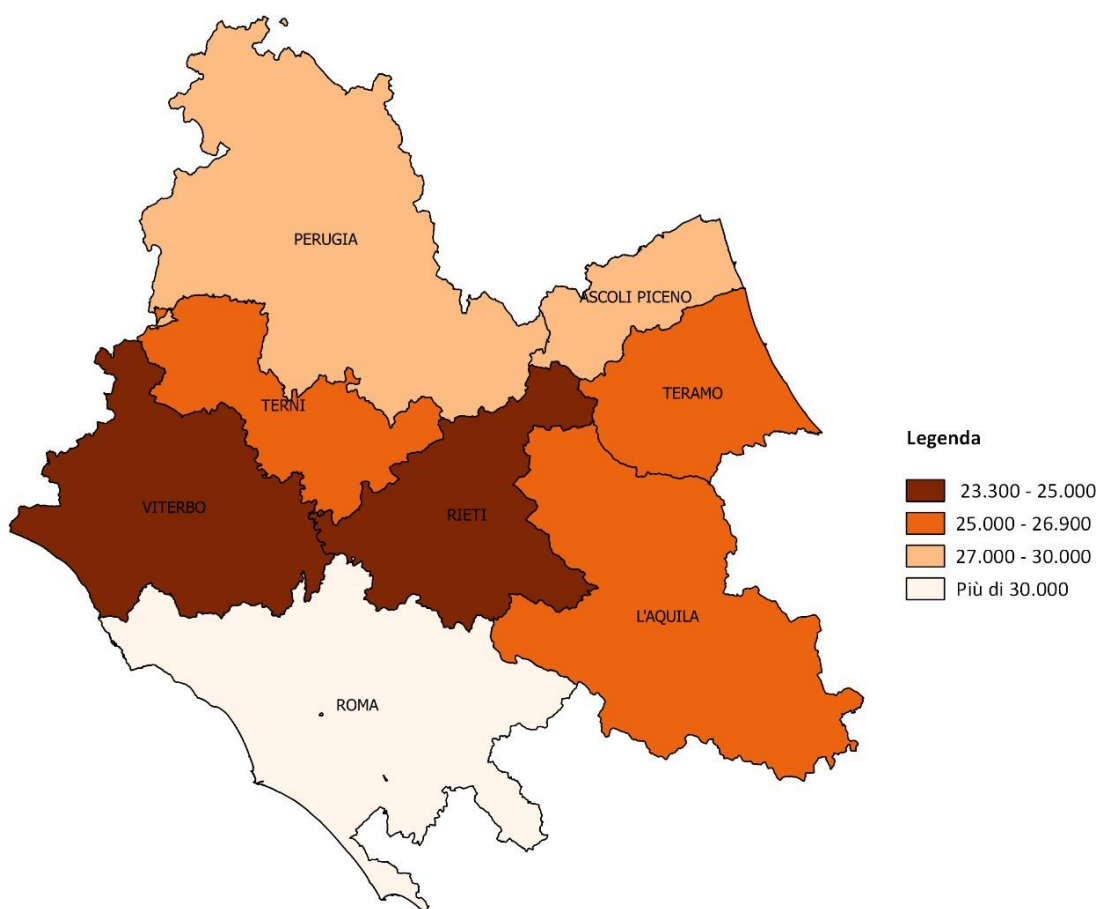 PERUGIA
ASCOLI PICENO
TERNI
TERAMO
VITERBO
RIETI
L'AQUILA
ROMA
Legenda
23.300 - 25.000
25.000 - 26.900
27.000 - 30.000
Più di 30.000